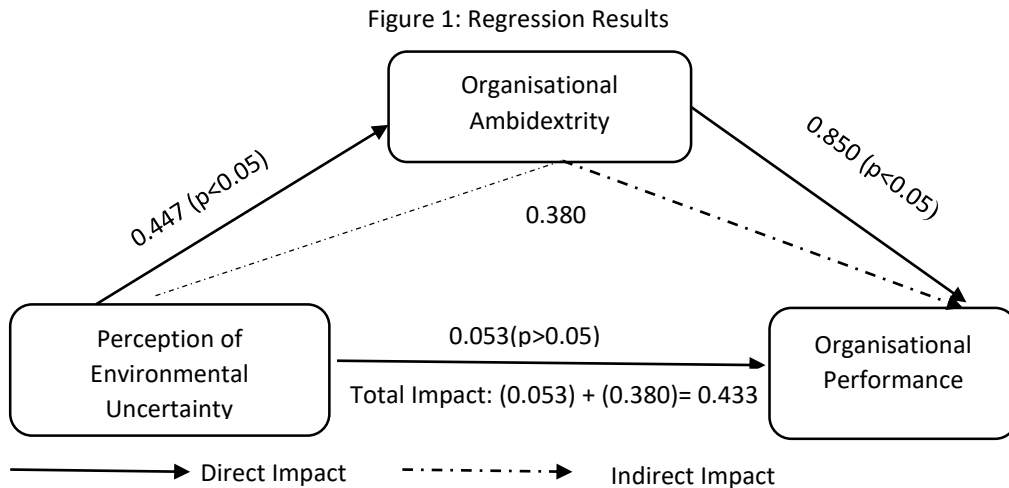 Figure 1: Regression Results
Organisational
Ambidextrity
0.447 (p<0.05)
0.850 (p<0.05)
0.380
Perception of
Environmental
Uncertainty
0.053(p>0.05)
Total Impact: (0.053) + (0.380)= 0.433
Organisational
Performance
Direct Impact
Indirect Impact